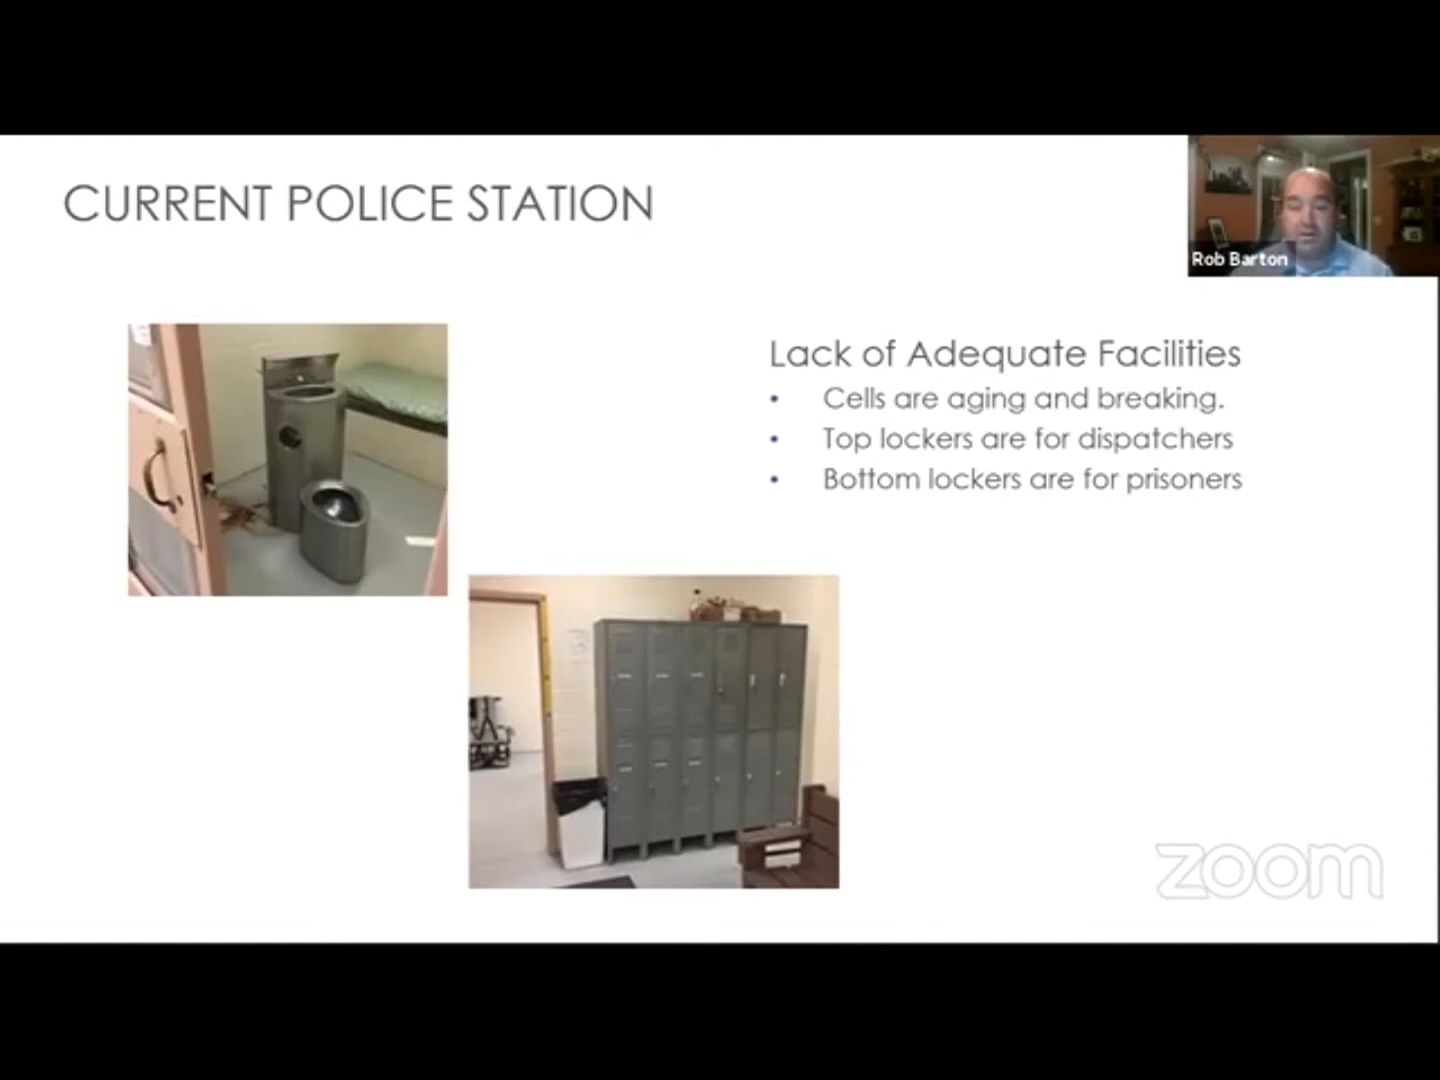 CURRENT POLICE STATION
Rob Barton
Lack of Adequate Facilities
• Cells are aging and breaking.
• Top lockers are for dispatchers
• Bottom lockers are for prisoners
zoom